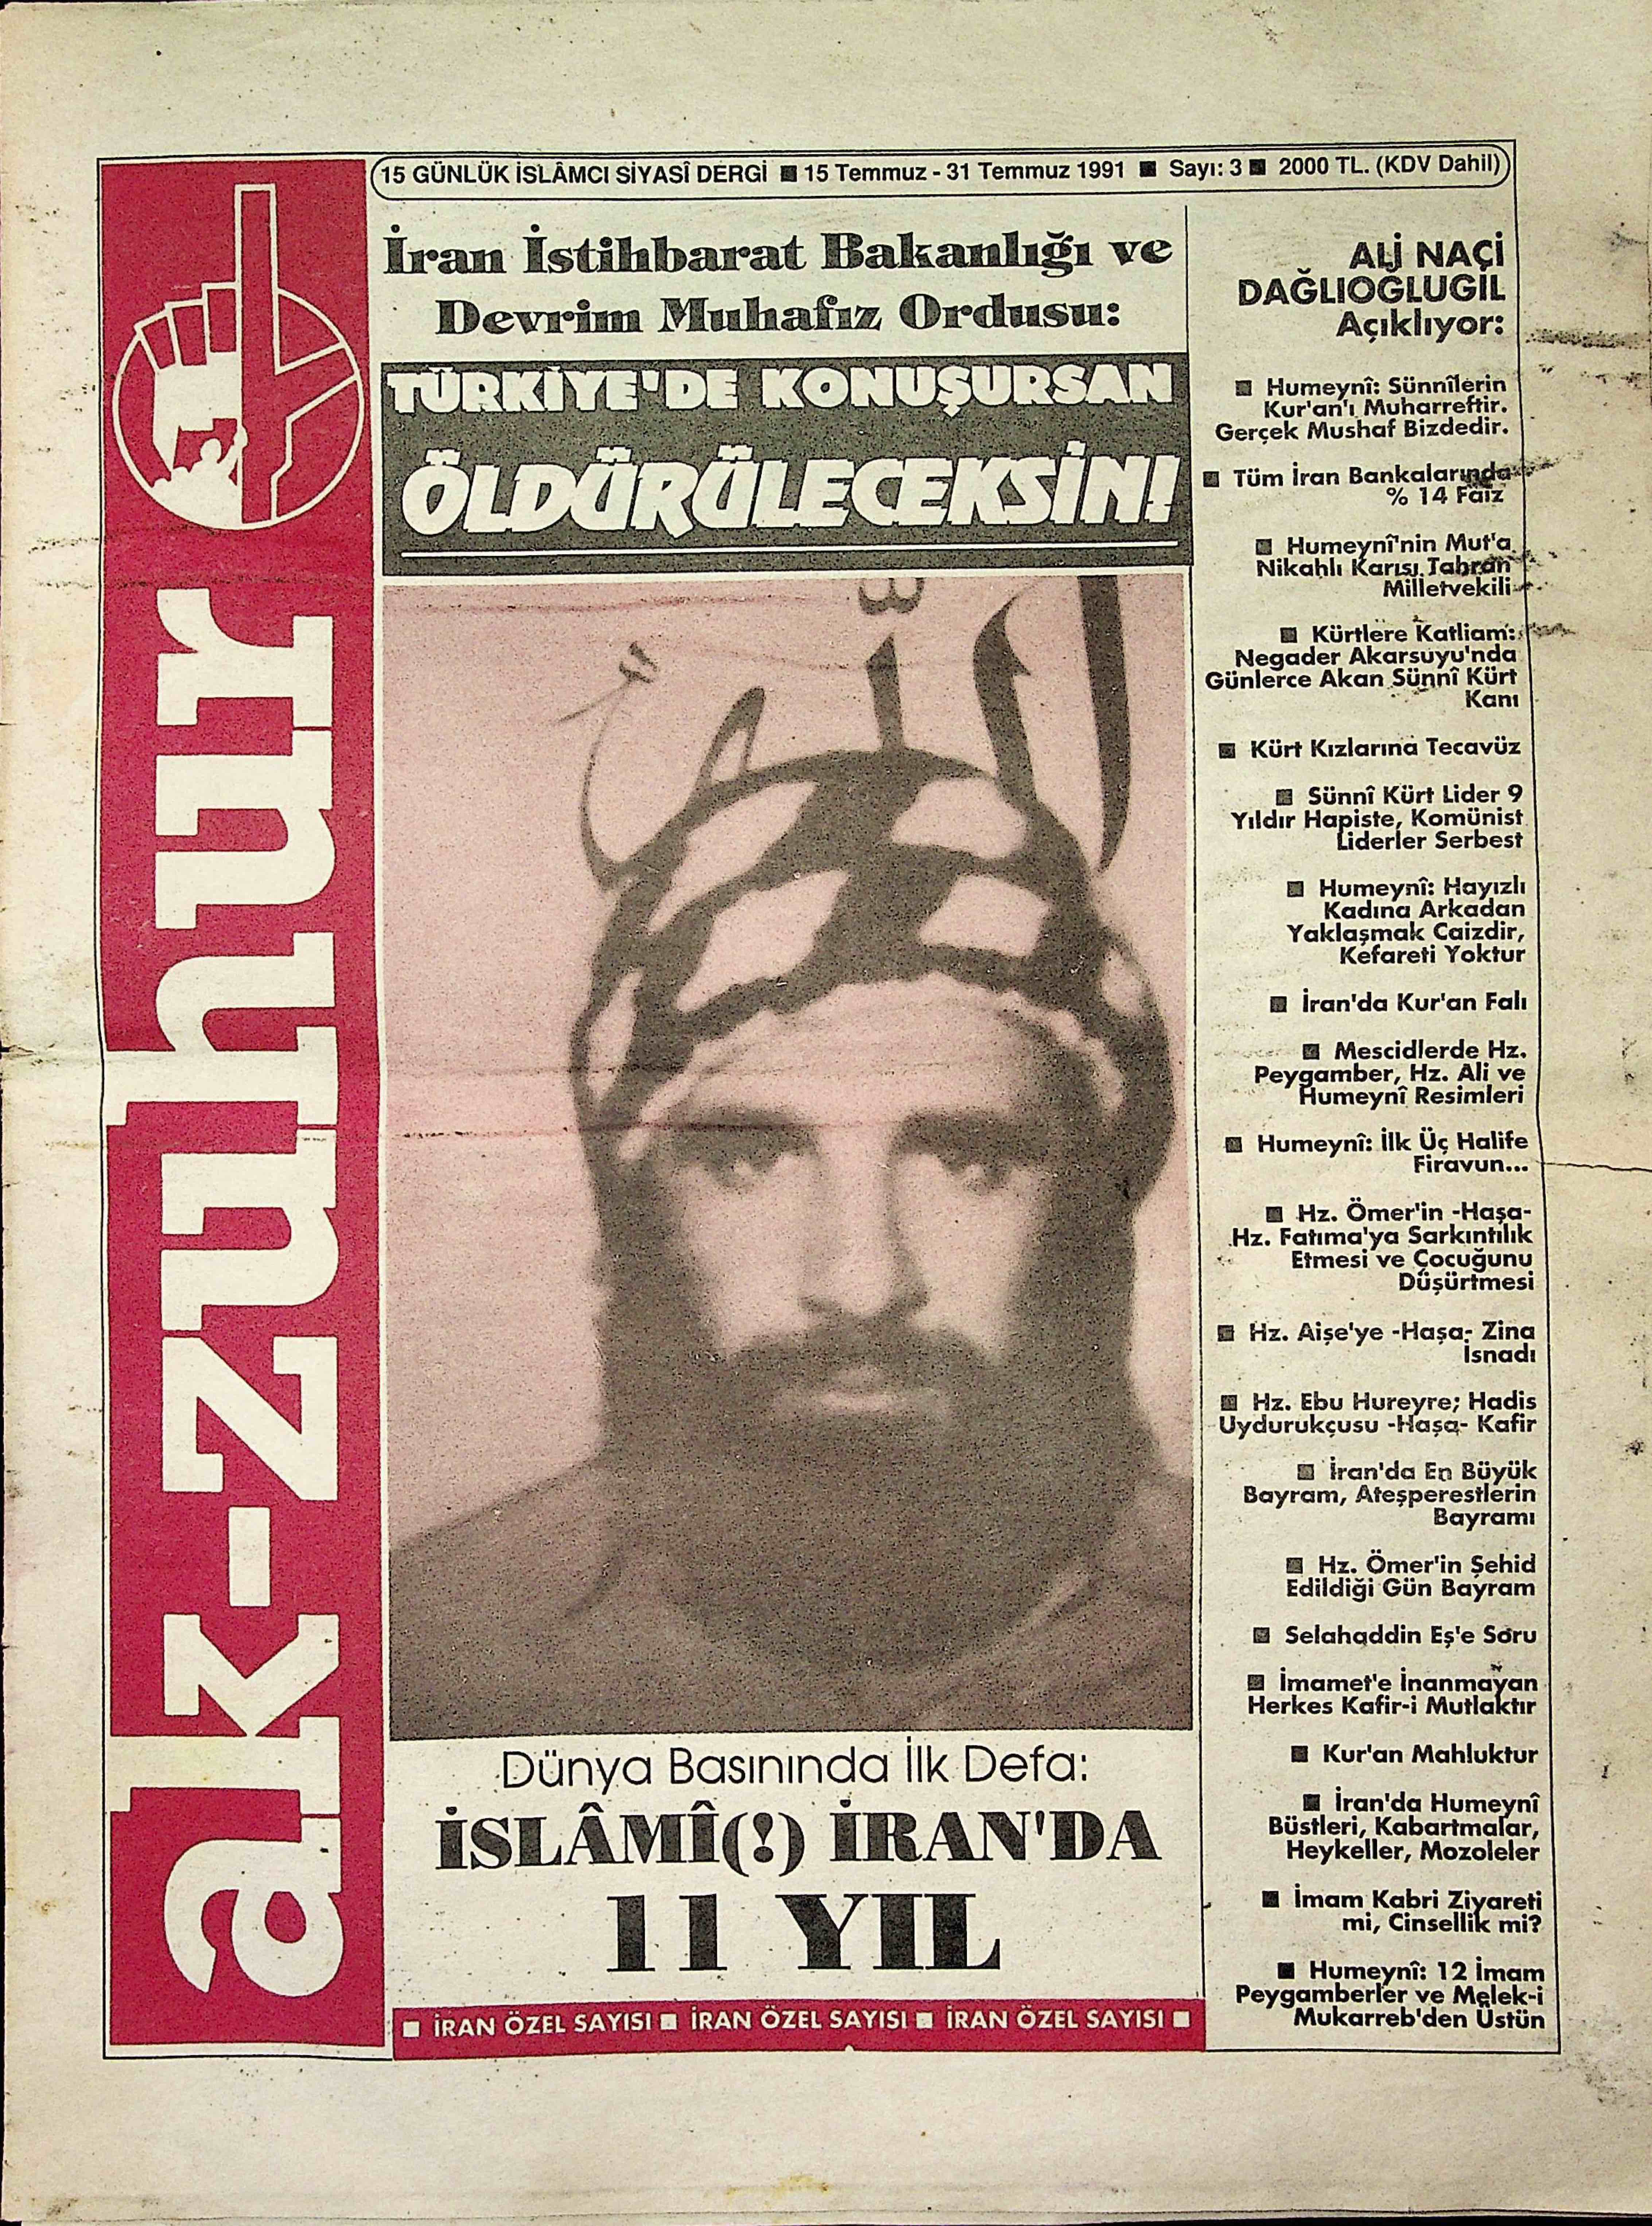 15 GÜNLÜK İSLÂMCI SİYASÎ DERGİ ■ 15 Temmuz - 31 Temmuz 1991 ■ Sayı: 3 ■ 2000 TL. (KDV Dahil)
ak-zuhur
İran İstihbarat Bakanlığı ve
Devrim Muhafız Ordusu:
TÜRKİYE'DE KONUŞURSAN
ÖLDÜRÜLECEKSİN!
Dünya Basınında İlk Defa:
İSLÂMÎ(!) İRAN'DA
11 YIL
■ İRAN ÖZEL SAYISI ■ İRAN ÖZEL SAYISI ■ İRAN ÖZEL SAYISI ■
ALİ NACİ
DAĞLIOĞLUGİL
Açıklıyor:
■ Humeynî: Sünnîlerin
Kur'an'ı Muharreftir.
Gerçek Mushaf Bizdedir.
■ Tüm İran Bankalarında
% 14 Faiz
■ Humeynî'nin Mut'a
Nikahlı Karısı Tahran
Milletvekili
■ Kürtlere Katliam:
Negader Akarsuyu'nda
Günlerce Akan Sünnî Kürt
Kanı
■ Kürt Kızlarına Tecavüz
■ Sünnî Kürt Lider 9
Yıldır Hapiste, Komünist
Liderler Serbest
■ Humeynî: Hayızlı
Kadına Arkadan
Yaklaşmak Caizdir,
Kefareti Yoktur
■ İran'da Kur'an Falı
■ Mescidlerde Hz.
Peygamber, Hz. Ali ve
Humeynî Resimleri
■ Humeynî: İlk Üç Halife
Firavun...
■ Hz. Ömer'in -Haşa-
Hz. Fatıma'ya Sarkıntılık
Etmesi ve Çocuğunu
Düşürtmesi
■ Hz. Aişe'ye -Haşa- Zina
İsnadı
■ Hz. Ebu Hureyre; Hadis
Uydurukçusu -Haşa- Kafir
■ İran'da En Büyük
Bayram, Ateşperestlerin
Bayramı
■ Hz. Ömer'in Şehid
Edildiği Gün Bayram
■ Selahaddin Eş'e Soru
■ İmamet'e İnanmayan
Herkes Kafir-i Mutlaktır
■ Kur'an Mahluktur
■ İran'da Humeynî
Büstleri, Kabartmalar,
Heykeller, Mozoleler
■ İmam Kabri Ziyareti
mi, Cinsellik mi?
■ Humeynî: 12 İmam
Peygamberler ve Melek-i
Mukarreb'den Üstün